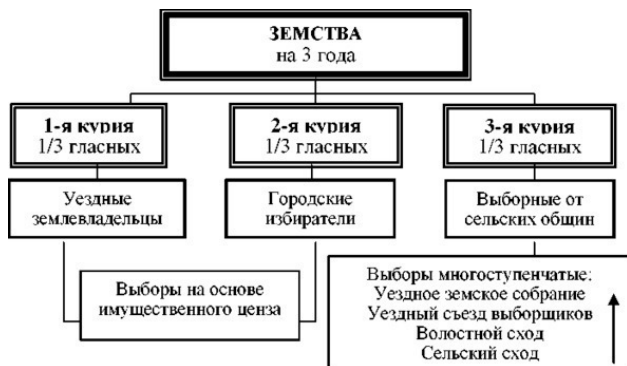 ЗЕМСТВА
на 3 года
1-я курия
1/3 гласных
2-я курия
1/3 гласных
3-я курия
1/3 гласных
Уездные
землевладельцы
Городские
избиратели
Выборные от
сельских общин
Выборы на основе
имущественного ценза
Выборы многоступенчатые:
Уездное земское собрание
Уездный съезд выборщиков
Волостной сход
Сельский сход